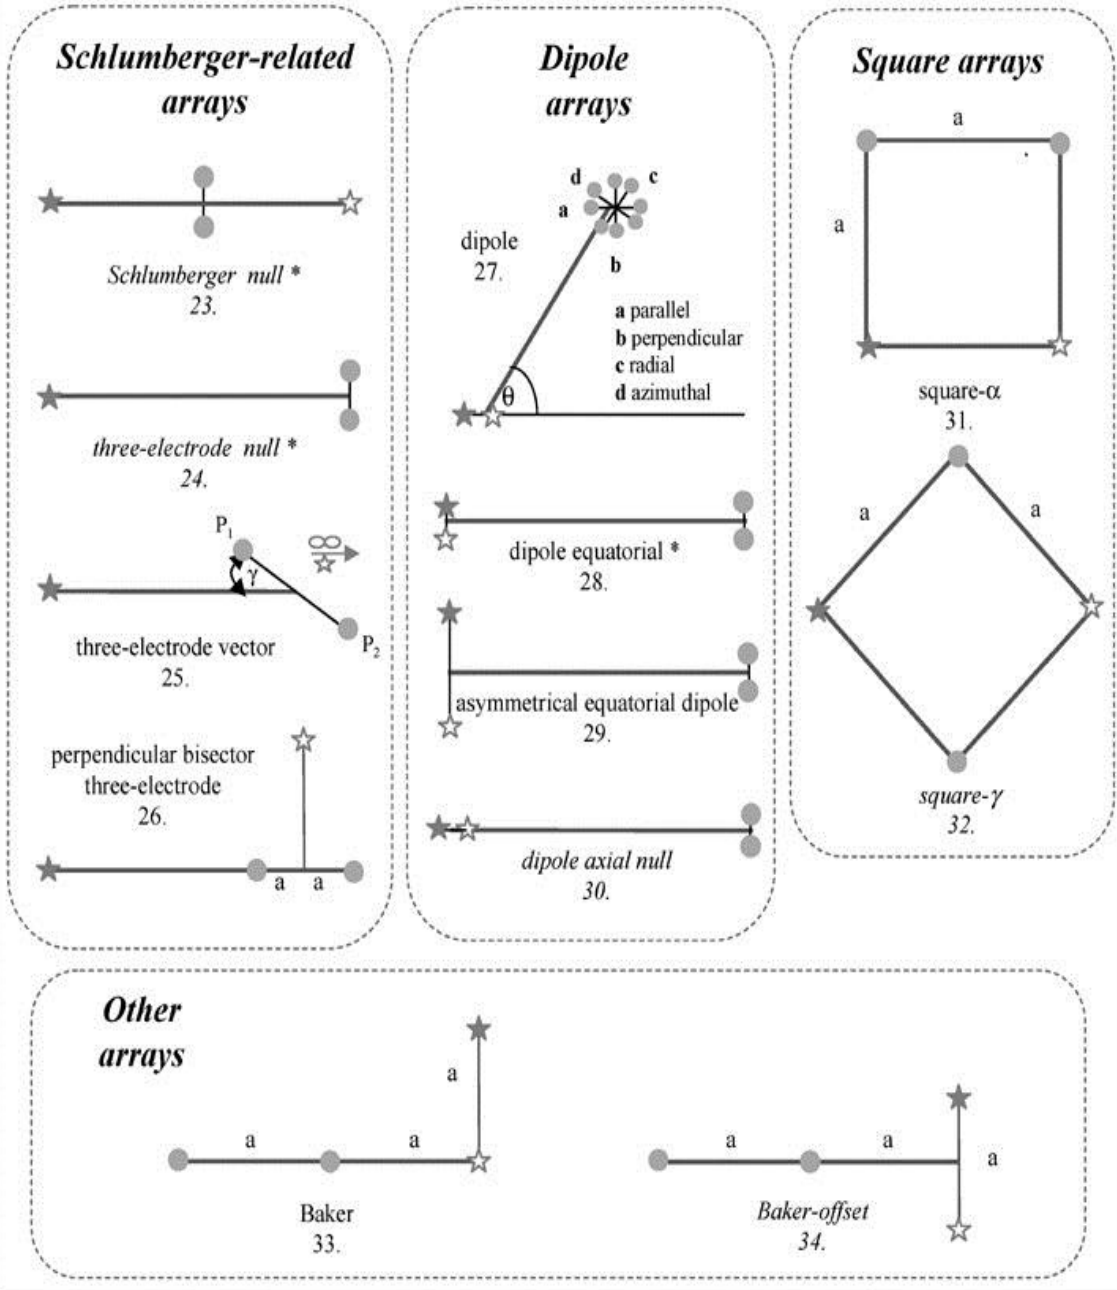 Schlumberger-related
arrays
Schlumberger null *
23.
three-electrode null *
24.
P1
γ
∞
P2
three-electrode vector
25.
perpendicular bisector
three-electrode
26.
a a
Dipole
arrays
d c
a
b
dipole
27.
a parallel
b perpendicular
c radial
d azimuthal
θ
dipole equatorial *
28.
asymmetrical equatorial dipole
29.
dipole axial null
30.
Square arrays
a
a
square-α
31.
a a
square-γ
32.
Other
arrays
a
a a
Baker
33.
a a
a
Baker-offset
34.